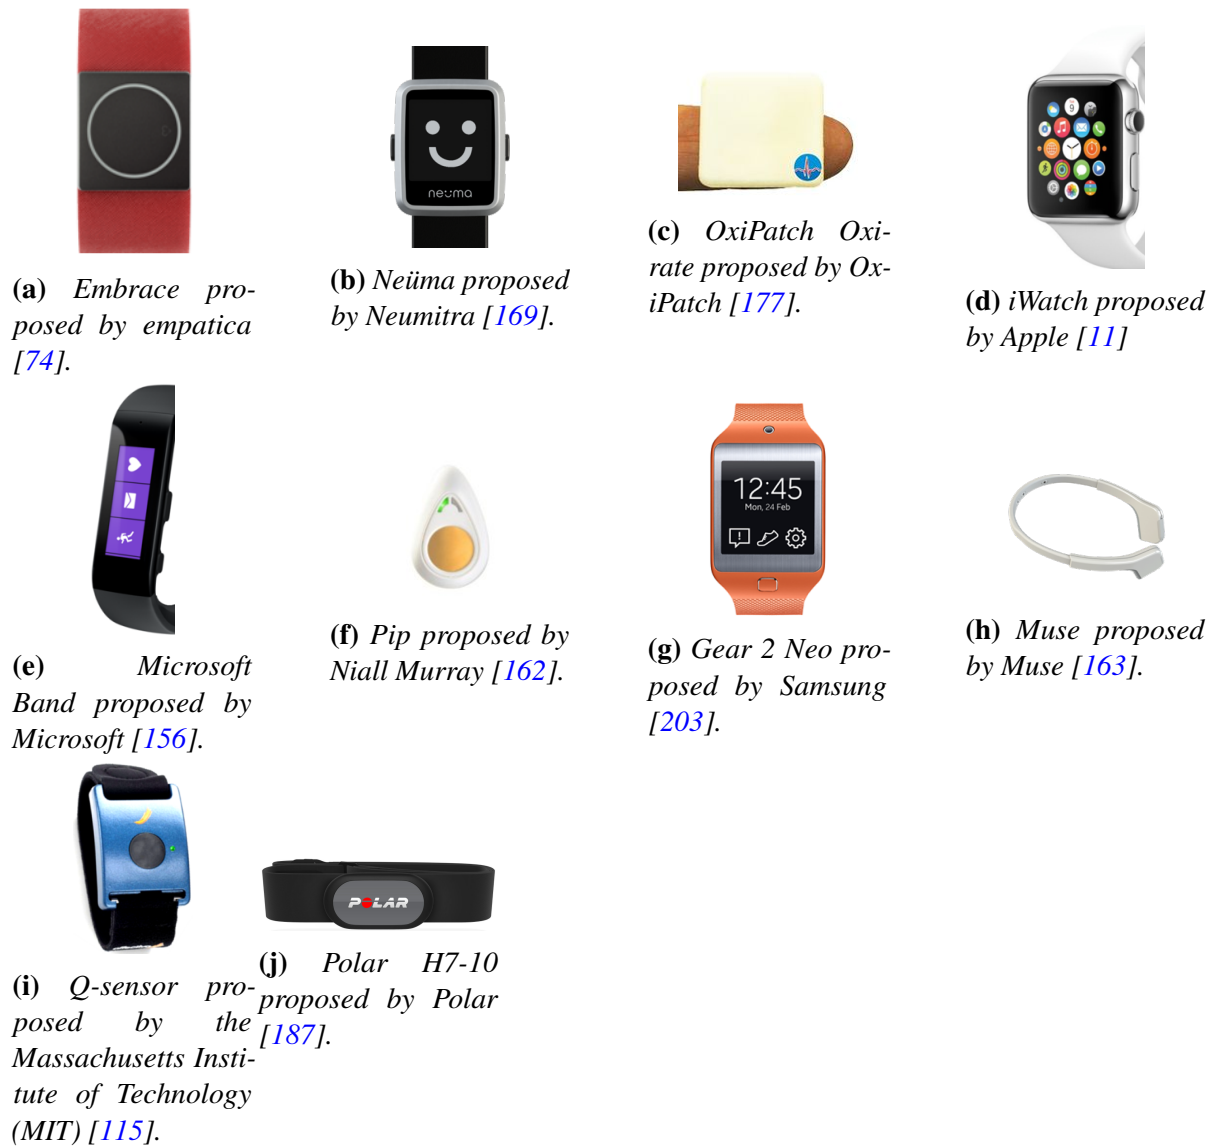 neüma
(a) Embrace pro-
posed by empatica
[74].
(b) Neüma proposed
by Neumitra [169].
(c) OxiPatch Oxi-
rate proposed by Ox-
iPatch [177].
9
(d) iWatch proposed
by Apple [11]
(e) Microsoft
Band proposed by
Microsoft [156].
(f) Pip proposed by
Niall Murray [162].
12:45
Mon, 24 Feb
(g) Gear 2 Neo pro-
posed by Samsung
[203].
(h) Muse proposed
by Muse [163].
(i) Q-sensor pro-
posed by the
Massachusetts Insti-
tute of Technology
(MIT) [115].
POLAR
(j) Polar H7-10
proposed by Polar
[187].